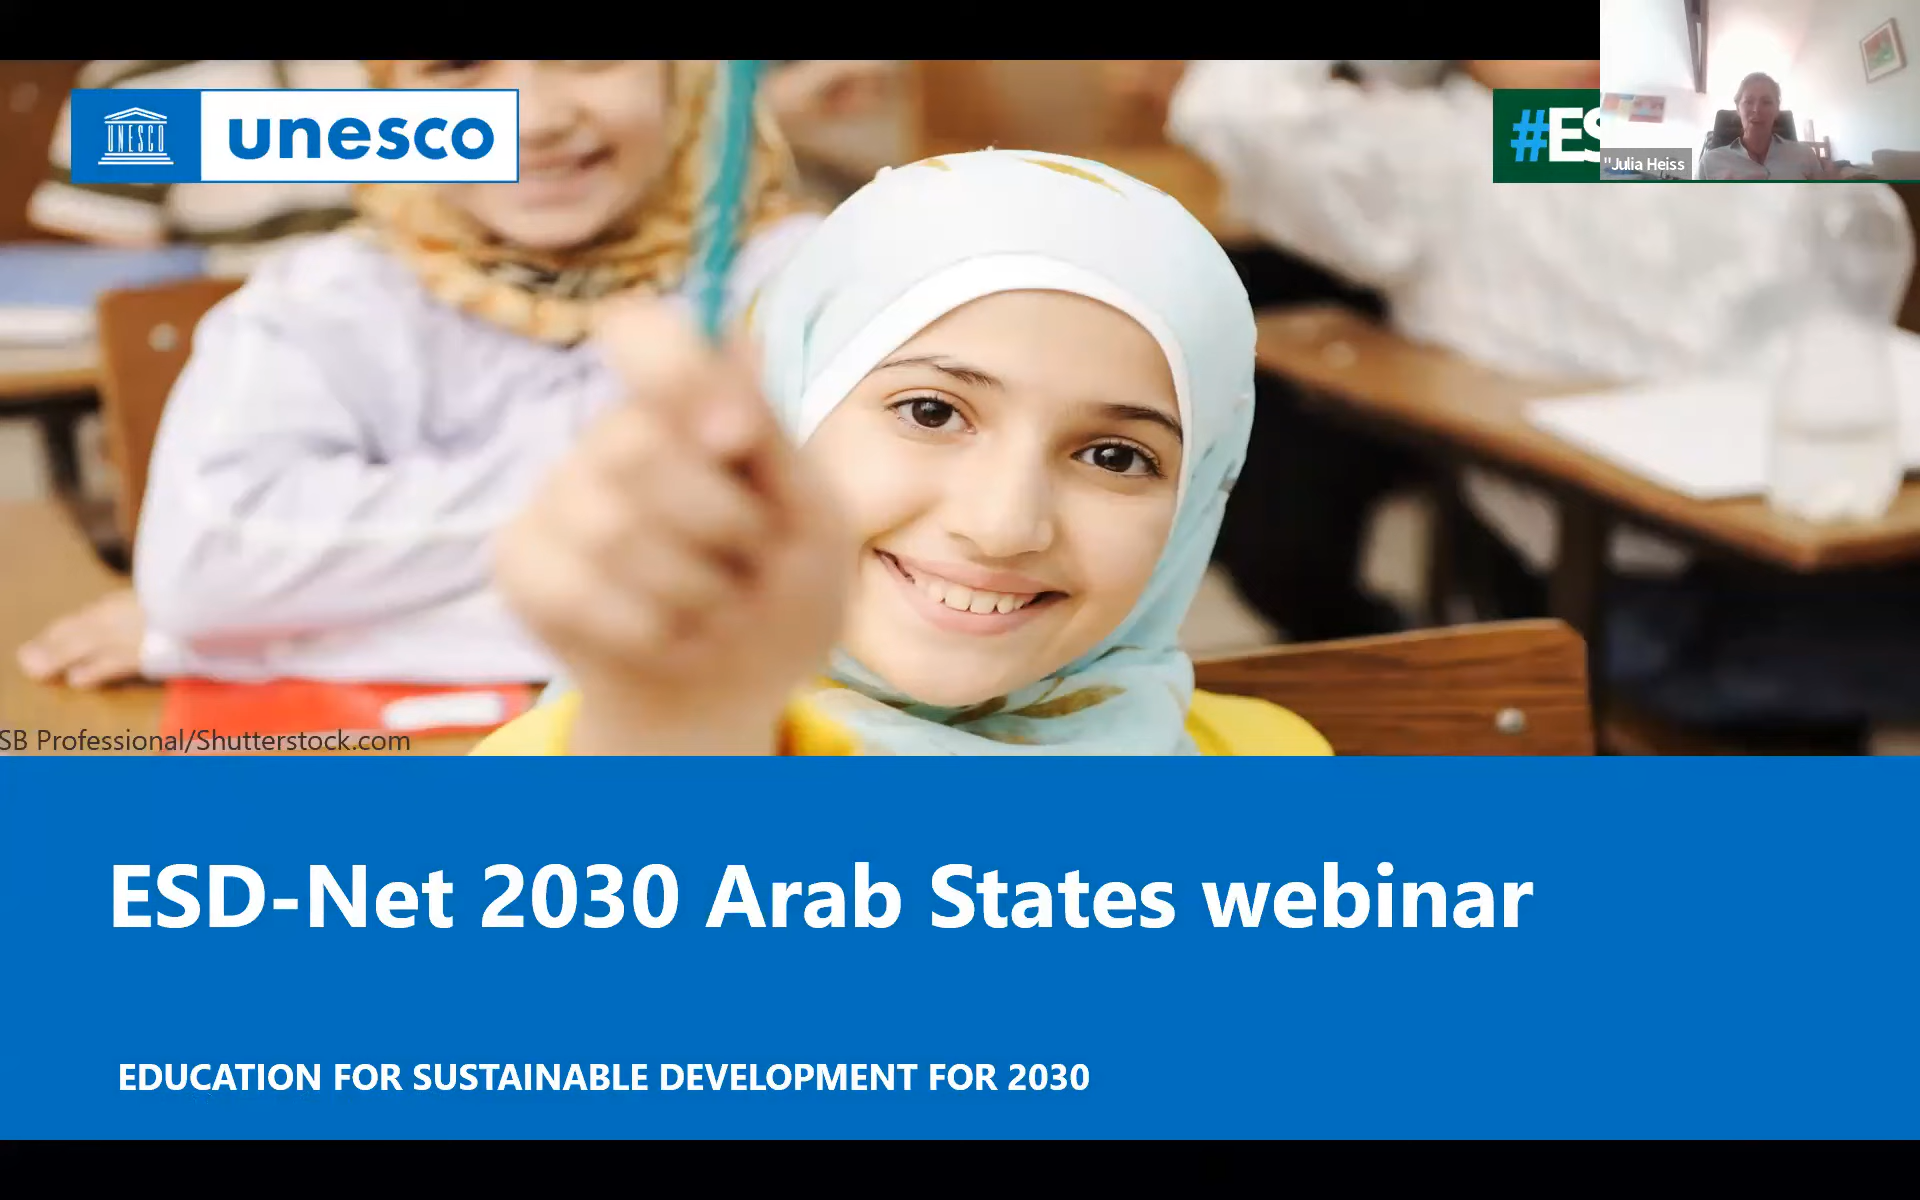 UNESCO
unesco
#ES
"Julia Heiss
SB Professional/Shutterstock.com
ESD-Net 2030 Arab States webinar
EDUCATION FOR SUSTAINABLE DEVELOPMENT FOR 2030